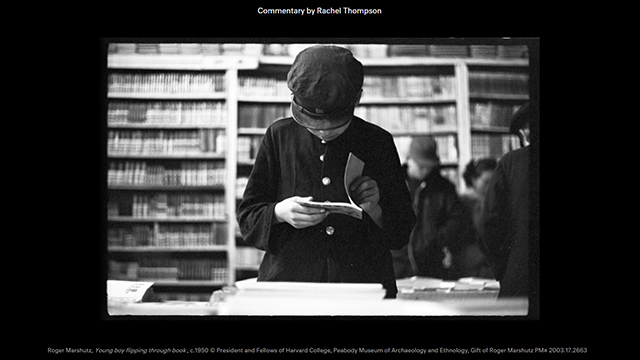 Commentary by Rachel Thompson
Roger Marshutz, Young boy flipping through book, c.1950 © President and Fellows of Harvard College, Peabody Museum of Archaeology and Ethnology, Gift of Roger Marshutz PM# 2003.17.2663